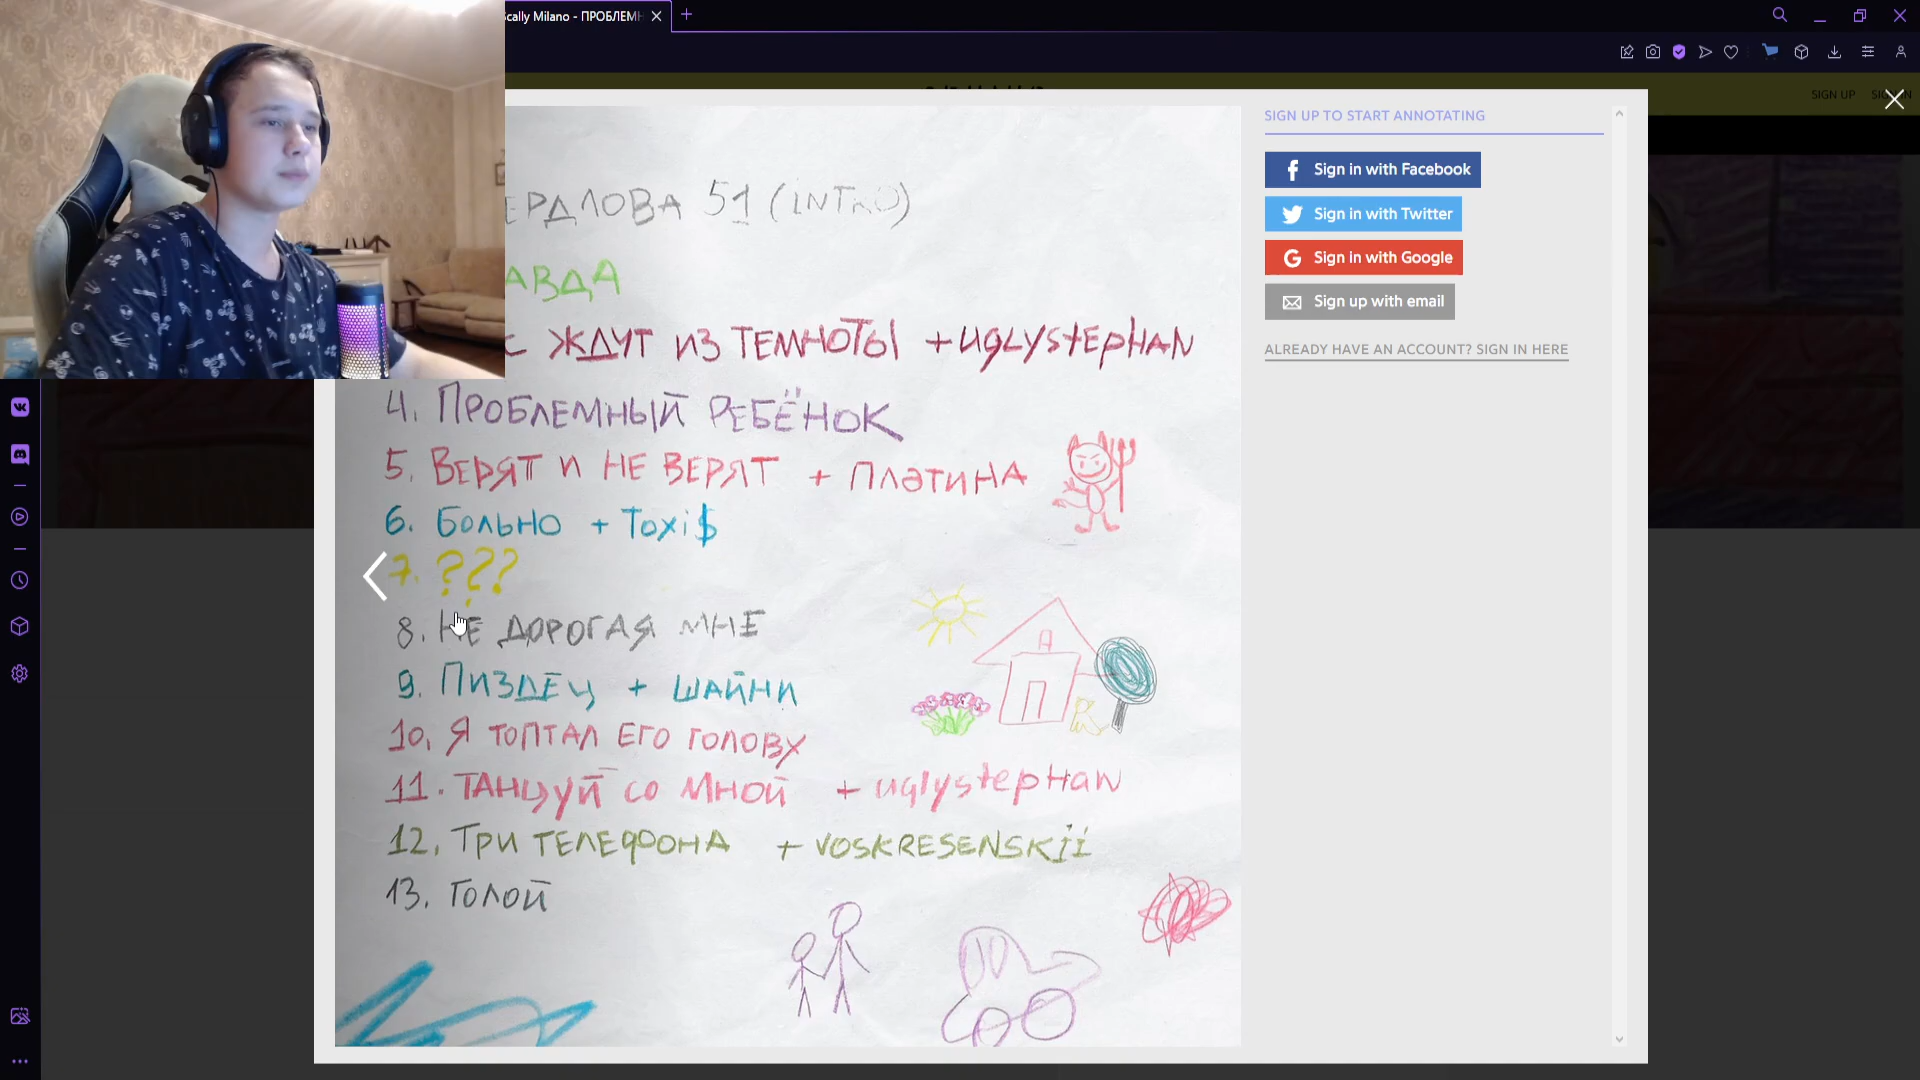 cally Milano - ПРОБЛЕМН
SIGN UP
ЕРДЛОВА 51 (INTRO)
АВДА
С ЖДУТ ИЗ ТЕМНОТЫ +UGLYSTEPHAN
4. ПРОБЛЕМНЫЙ РЕБЁНОК
5. ВЕРЯТ И НЕ ВЕРЯТ + ПЛАТИНА
6. БОЛЬНО + Toxi$
7. ???
8. НЕ ДОРОГАЯ МНЕ
9. ПИЗДЕЦ + ШАЙНИ
10. Я ТОПТАЛ ЕГО ГОЛОВУ
11. ТАНЦУЙ СО МНОЙ + uglystepHAN
12. ТРИ ТЕЛЕФОНА + VOSKRESENSKII
13. ГОЛОЙ
SIGN UP TO START ANNOTATING
Sign in with Facebook
Sign in with Twitter
Sign in with Google
Sign up with email
ALREADY HAVE AN ACCOUNT? SIGN IN HERE